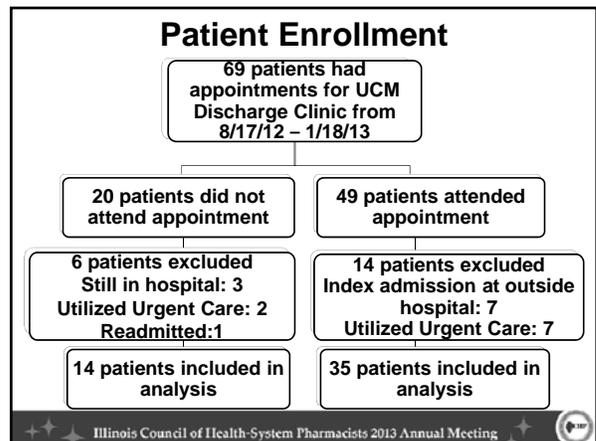 Patient Enrollment
69 patients had
appointments for UCM
Discharge Clinic from
8/17/12 – 1/18/13
20 patients did not
attend appointment
49 patients attended
appointment
6 patients excluded
Still in hospital: 3
Utilized Urgent Care: 2
Readmitted:1
14 patients excluded
Index admission at outside
hospital: 7
Utilized Urgent Care: 7
14 patients included in
analysis
35 patients included in
analysis
Illinois Council of Health-System Pharmacists 2013 Annual Meeting